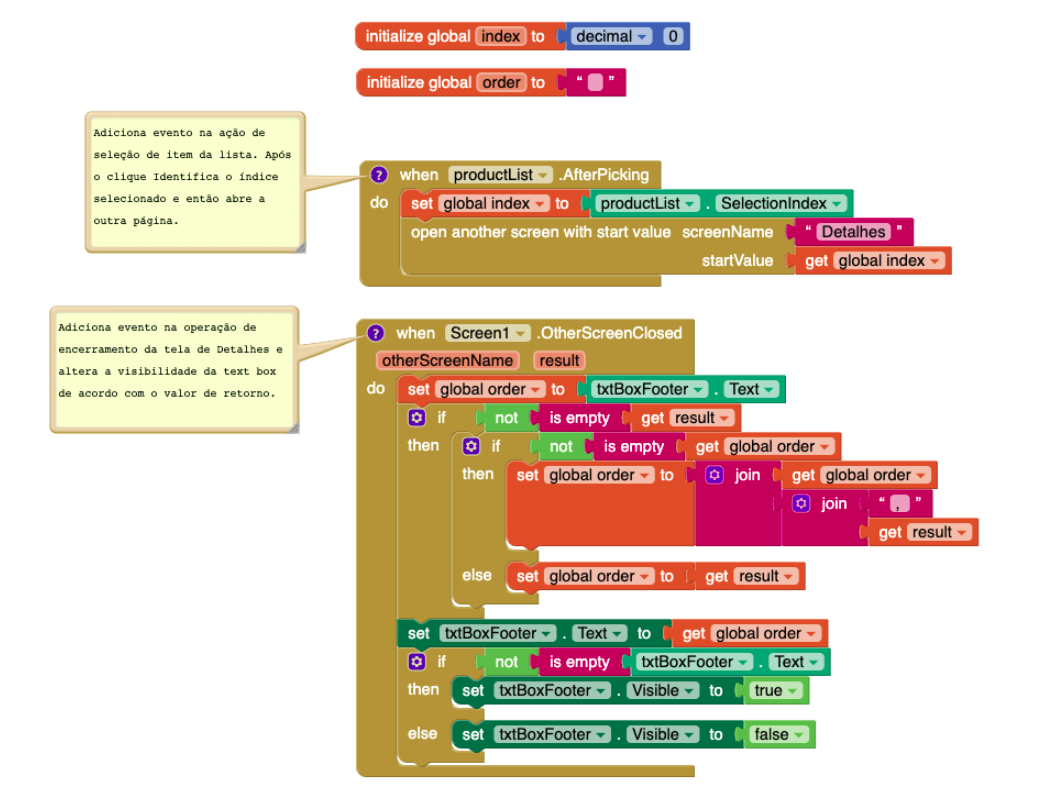 initialize global index to decimal 0
initialize global order to “ ”
Adiciona evento na ação de
seleção de item da lista. Após
o clique Identifica o índice
selecionado e então abre a
outra página.
? when productList .AfterPicking
do set global index to productList . SelectionIndex
open another screen with start value screenName “ Detalhes ”
startValue get global index
Adiciona evento na operação de
encerramento da tela de Detalhes e
altera a visibilidade da text box
de acordo com o valor de retorno.
? when Screen1 .OtherScreenClosed
otherScreenName result
do set global order to txtBoxFooter . Text
if not is empty get result
then if not is empty get global order
then set global order to join get global order
join “ , ”
get result
else set global order to get result
set txtBoxFooter . Text to get global order
if not is empty txtBoxFooter . Text
then set txtBoxFooter . Visible to true
else set txtBoxFooter . Visible to false